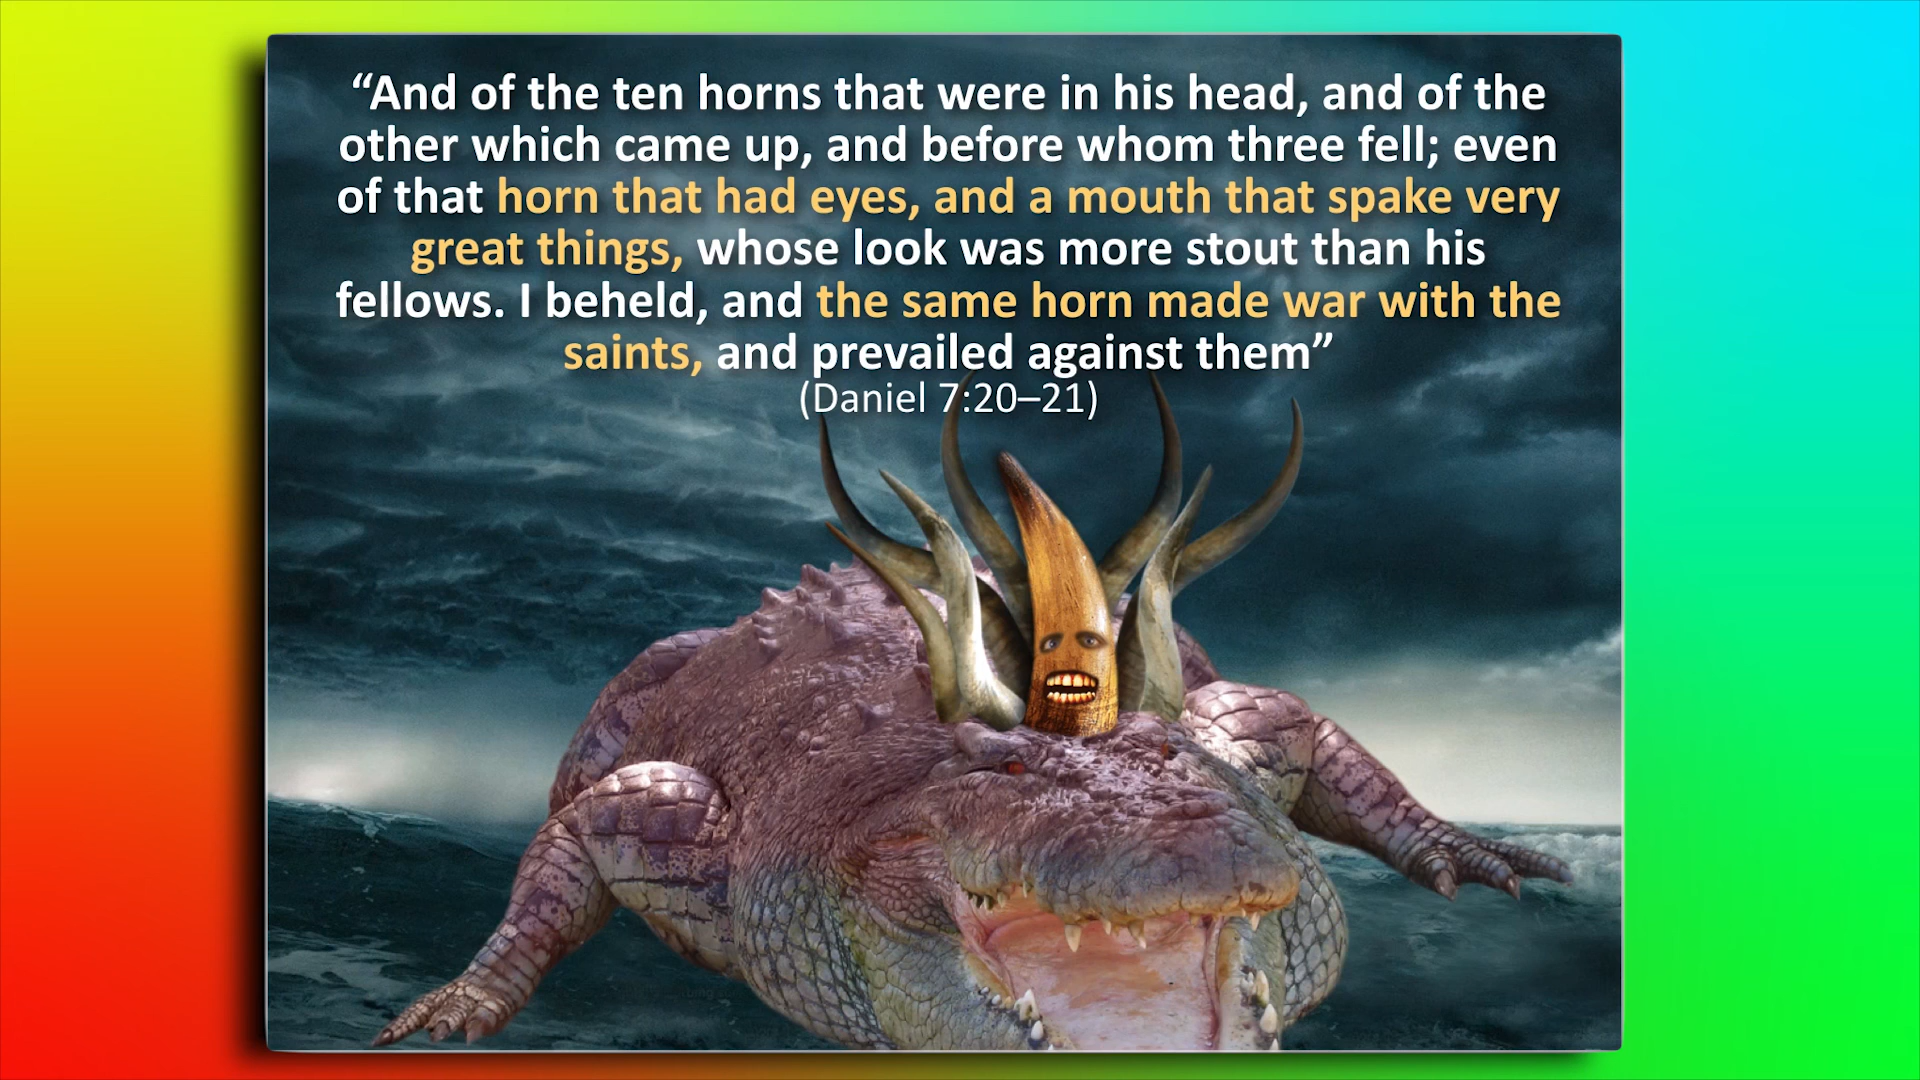 “And of the ten horns that were in his head, and of the
other which came up, and before whom three fell; even
of that horn that had eyes, and a mouth that spake very
great things, whose look was more stout than his
fellows. I beheld, and the same horn made war with the
saints, and prevailed against them”
(Daniel 7:20–21)